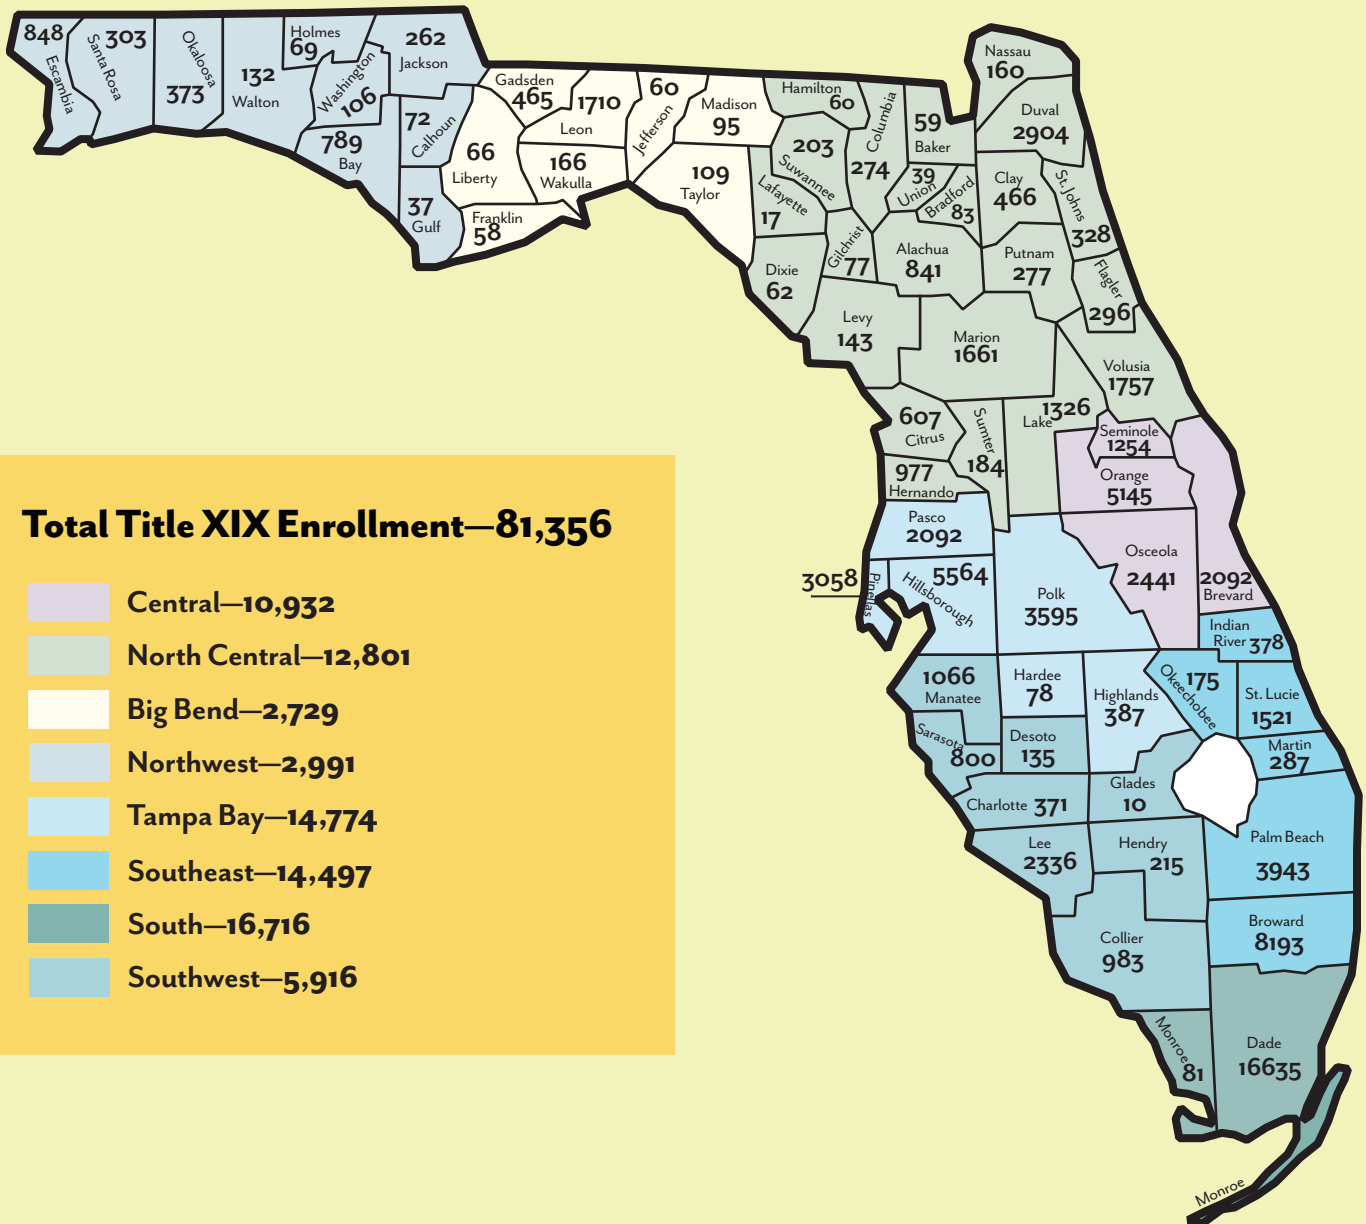 848
Escambia
Santa Rosa
303
Okaloosa
373
132
Walton
Holmes
69
Washington
106
262
Jackson
789
Bay
72
Calhoun
37
Gulf
Gadsden
465
66
Liberty
1710
Leon
166
Wakulla
Franklin
58
60
Jefferson
Madison
95
109
Taylor
Hamilton
60
203
Suwannee
Lafayette
17
Columbia
274
59
Baker
39
Union
Bradford
83
Nassau
160
Duval
2904
Clay
466
St. Johns
328
Dixie
62
Gilchrist
77
Alachua
841
Putnam
277
Flagler
296
Levy
143
Marion
1661
Volusia
1757
607
Citrus
Sumter
184
1326
Lake
Seminole
1254
Orange
5145
977
Hernando
Pasco
2092
3058
Pinellas
5564
Hillsborough
Polk
3595
Osceola
2441
2092
Brevard
Indian
River 378
1066
Manatee
Hardee
78
Highlands
387
Okeechobee
175
St. Lucie
1521
Sarasota
800
Desoto
135
Martin
287
Charlotte 371
Glades
10
Lee
2336
Hendry
215
Palm Beach
3943
Collier
983
Broward
8193
Monroe
81
Dade
16635
Monroe
Total Title XIX Enrollment—81,356
Central—10,932
North Central—12,801
Big Bend—2,729
Northwest—2,991
Tampa Bay—14,774
Southeast—14,497
South—16,716
Southwest—5,916